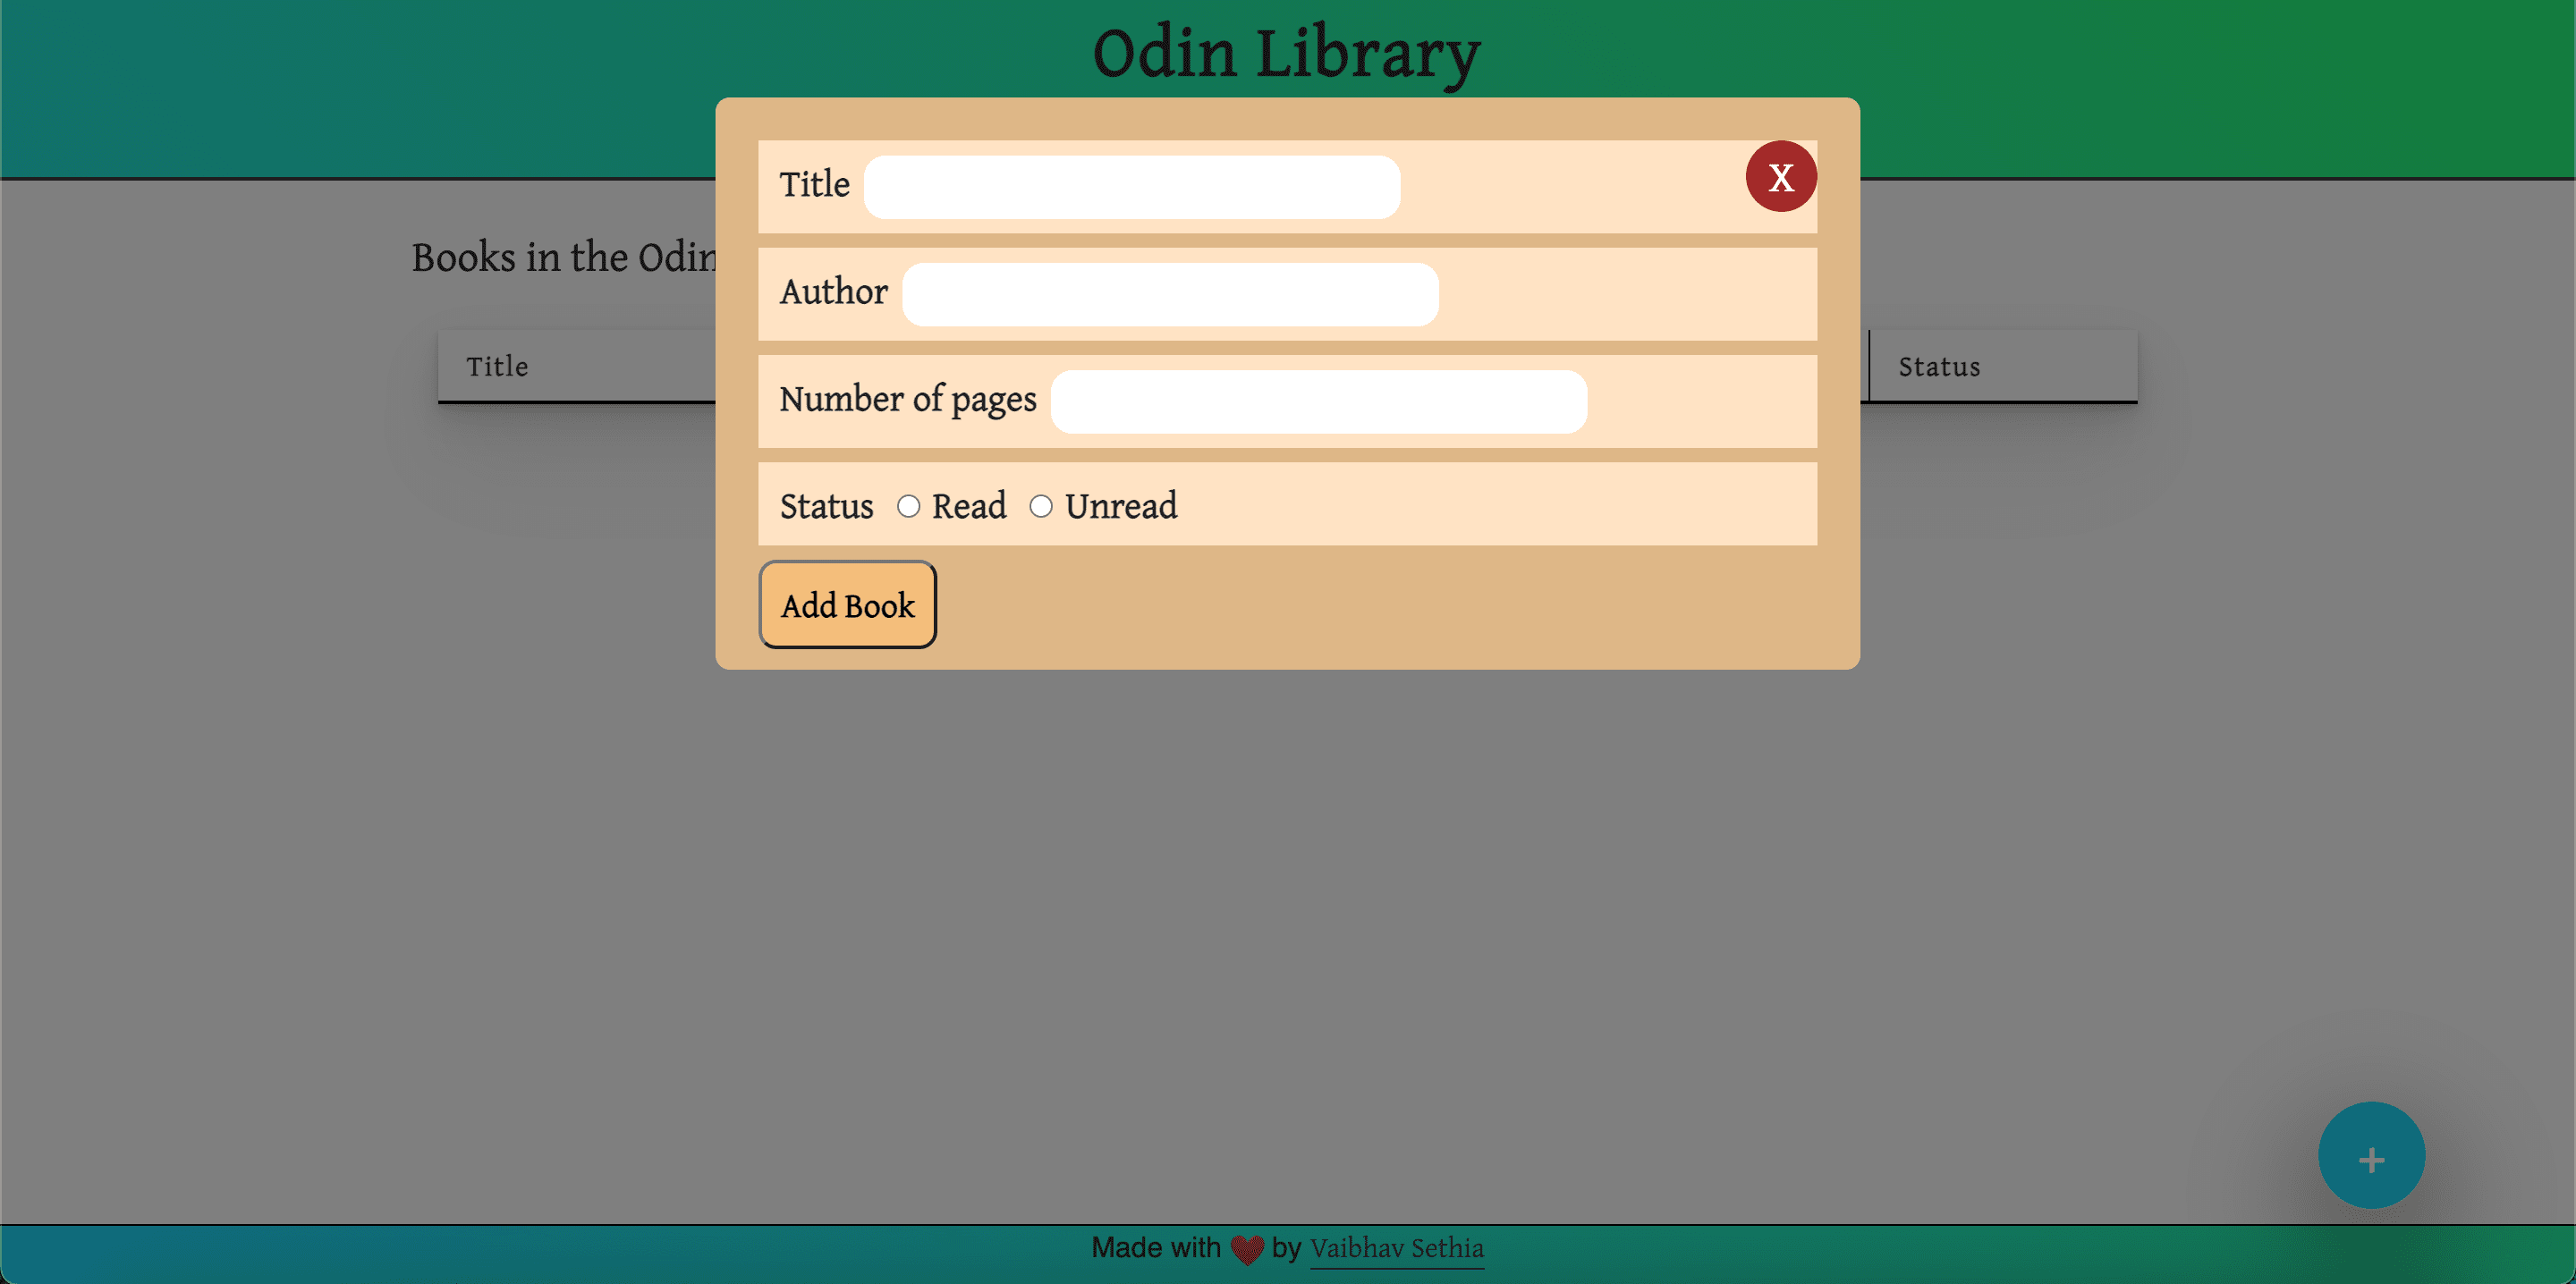 Odin Library
Title
X
Books in the Odin
Author
Title
Status
Number of pages
Status Read Unread
Add Book
+
Made with ❤ by Vaibhav Sethia